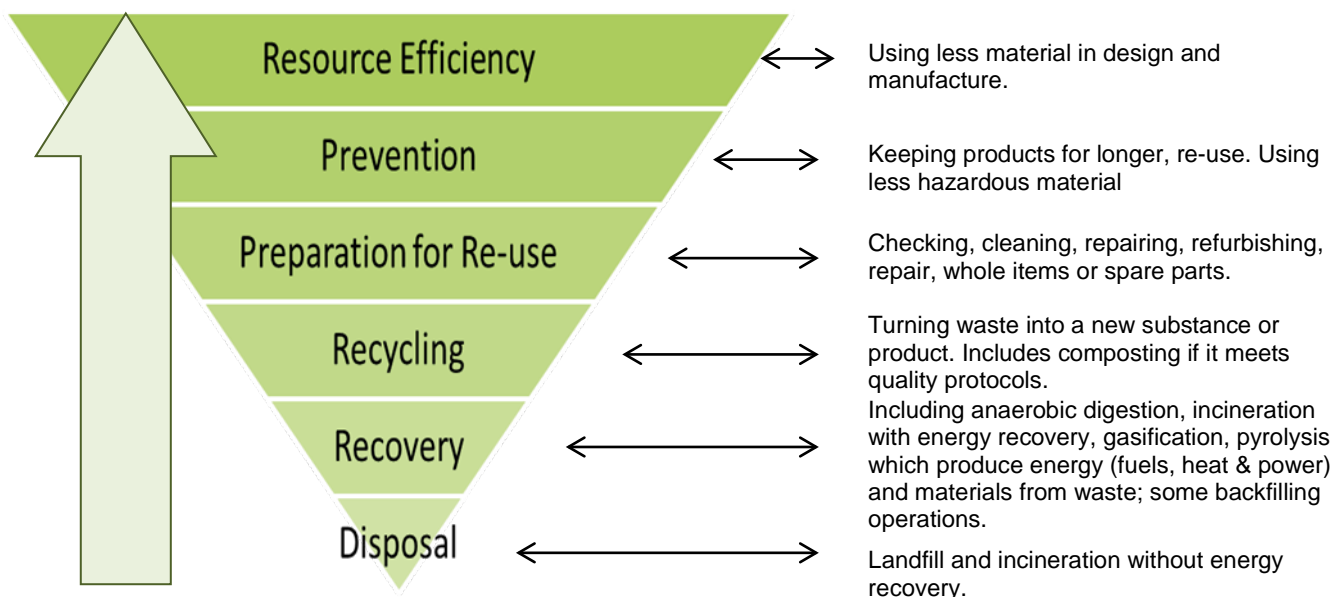 Resource Efficiency
Using less material in design and
manufacture.
Prevention
Keeping products for longer, re-use. Using
less hazardous material
Preparation for Re-use
Checking, cleaning, repairing, refurbishing,
repair, whole items or spare parts.
Recycling
Turning waste into a new substance or
product. Includes composting if it meets
quality protocols.
Recovery
Including anaerobic digestion, incineration
with energy recovery, gasification, pyrolysis
which produce energy (fuels, heat & power)
and materials from waste; some backfilling
operations.
Disposal
Landfill and incineration without energy
recovery.